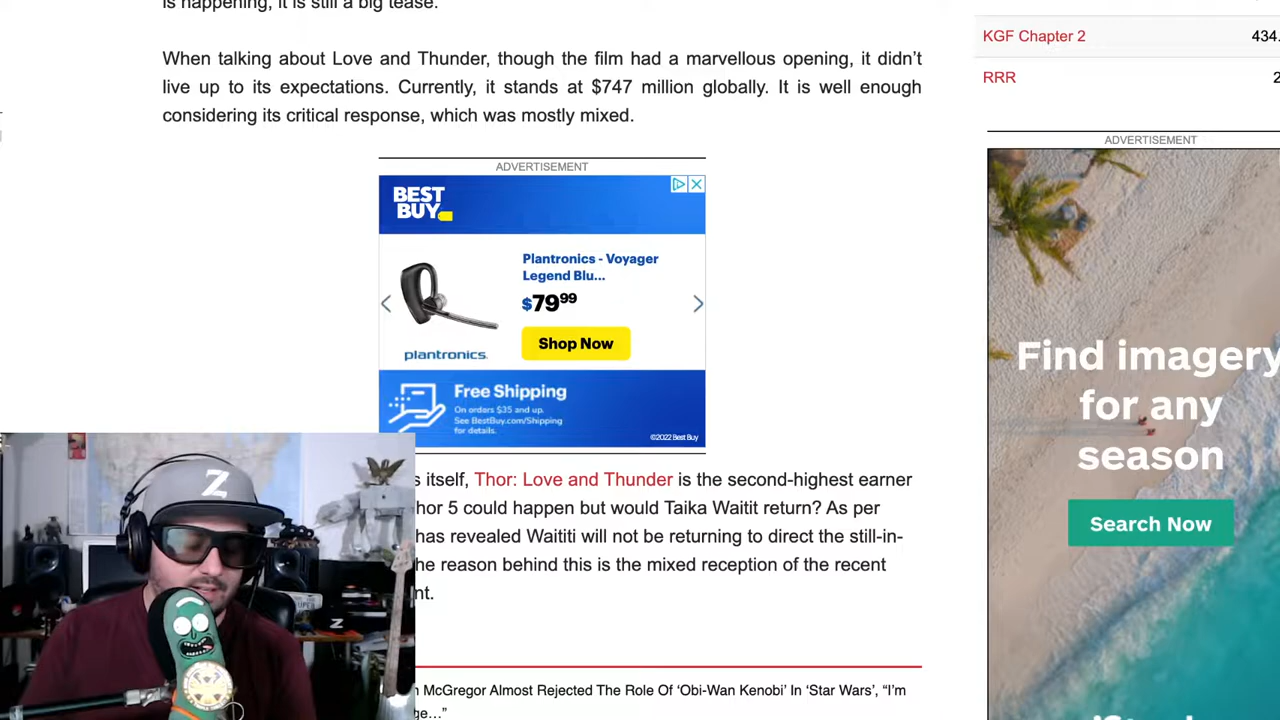 is happening, it is still a big tease.
When talking about Love and Thunder, though the film had a marvellous opening, it didn't
live up to its expectations. Currently, it stands at $747 million globally. It is well enough
considering its critical response, which was mostly mixed.
ADVERTISEMENT
BEST
BUY
Plantronics - Voyager
Legend Blu...
$7999
Shop Now
plantronics.
Free Shipping
On orders $35 and up.
See BestBuy.com/Shipping
for details.
©2022 Best Buy
itself, Thor: Love and Thunder is the second-highest earner
hor 5 could happen but would Taika Waitit return? As per
has revealed Waititi will not be returning to direct the still-in-
he reason behind this is the mixed reception of the recent
nt.
McGregor Almost Rejected The Role Of 'Obi-Wan Kenobi' In 'Star Wars', "I'm
ge..."
KGF Chapter 2
434.
RRR
2
ADVERTISEMENT
Find imagery
for any
season
Search Now
Z
Z